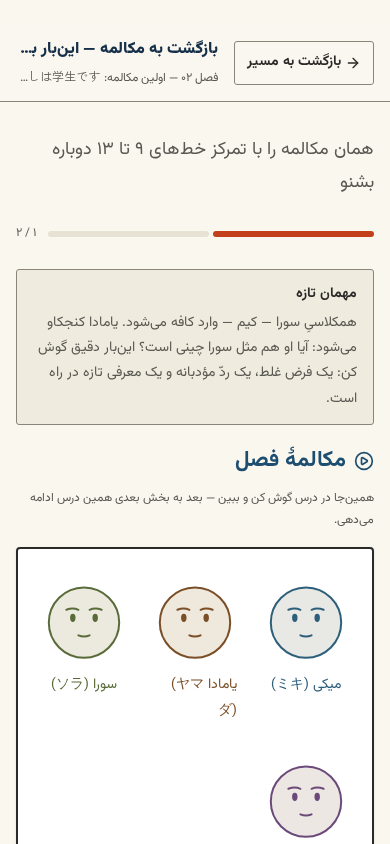 بازگشت به مسیر
بازگشت به مکالمه — این‌بار ب...
فصل ۰۲ — اولین مکالمه: しは学生です...
همان مکالمه را با تمرکز خط‌های ۹ تا ۱۳ دوباره
بشنو
۲ / ۱
مهمان تازه
همکلاسیِ سورا — کیم — وارد کافه می‌شود. یامادا کنجکاو
می‌شود: آیا او هم مثل سورا چینی است؟ این‌بار دقیق گوش
کن: یک فرض غلط، یک ردّ مؤدبانه و یک معرفی تازه در راه
است.
مکالمهٔ فصل
همین‌جا در درس گوش کن و ببین — بعد به بخش بعدی همین درس ادامه
می‌دهی.
میکی (ミキ)
یامادا (ヤマ
ダ)
سورا (ソラ)